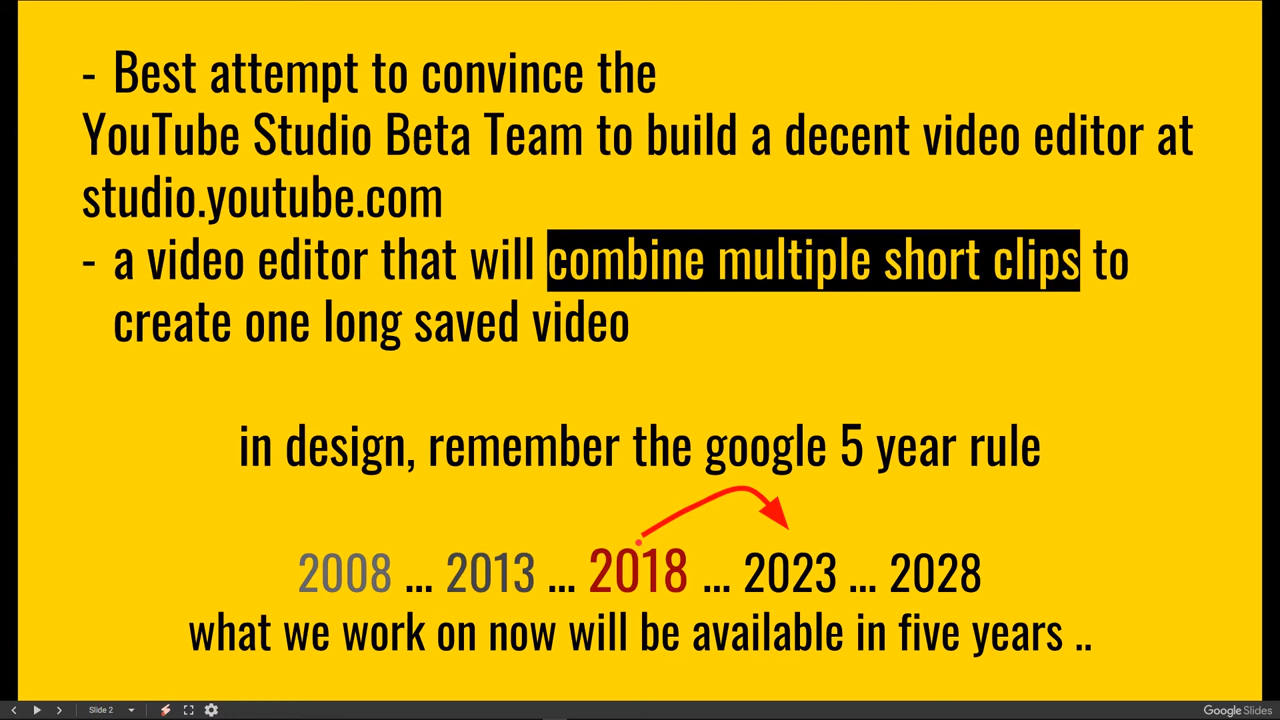 - Best attempt to convince the
YouTube Studio Beta Team to build a decent video editor at
studio.youtube.com
- a video editor that will combine multiple short clips to
create one long saved video
in design, remember the google 5 year rule
2008 ... 2013 ... 2018 ... 2023 ... 2028
what we work on now will be available in five years ..
Slide 2
Google Slides